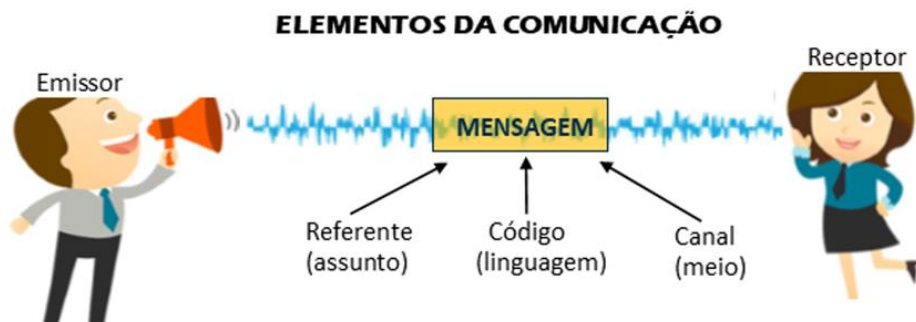 ELEMENTOS DA COMUNICAÇÃO
Emissor
Receptor
MENSAGEM
Referente
(assunto)
Código
(linguagem)
Canal
(meio)